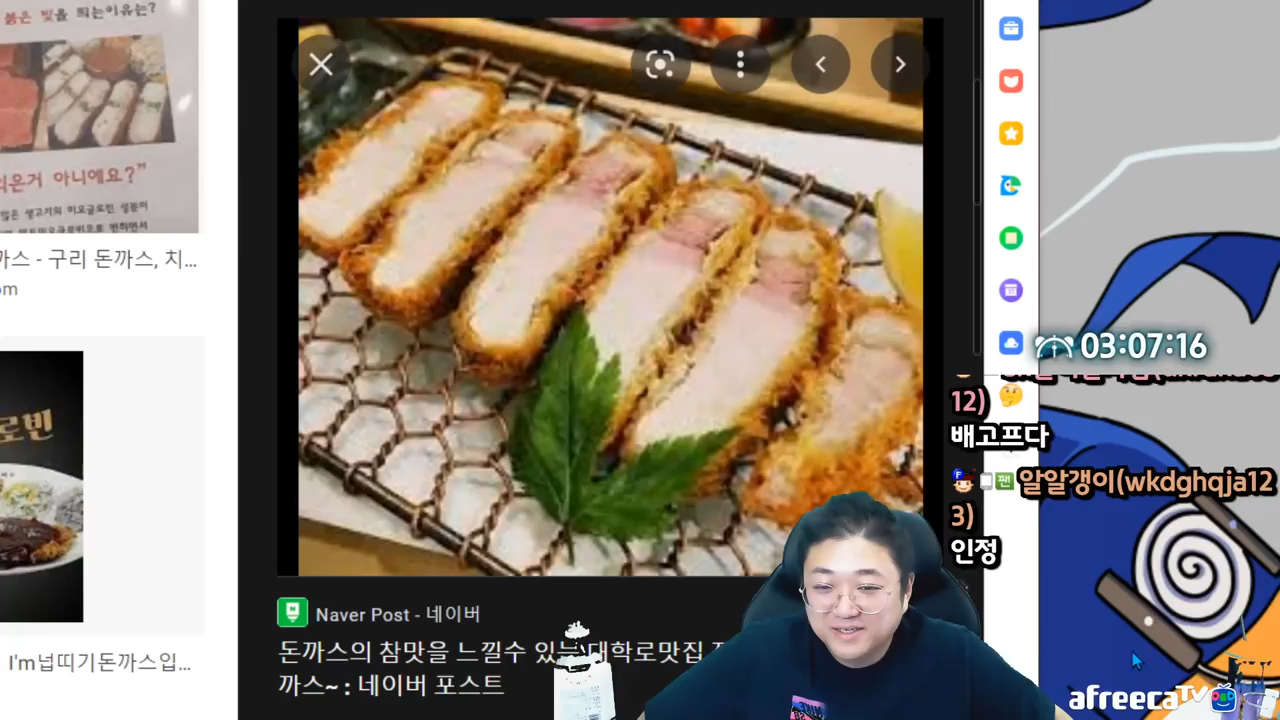 붉은 빛을 띄는이유는?
익은거 아니에요?"
까스 - 구리 돈까스, 치...
om
로빈
I'm넙띠기돈까스입...
Naver Post - 네이버
돈까스의 참맛을 느낄수 있는 대학로맛집
까스~ : 네이버 포스트
03:07:16
12)
배고프다
알알갱이(wkdghqja12
3)
인정
afreecaTV